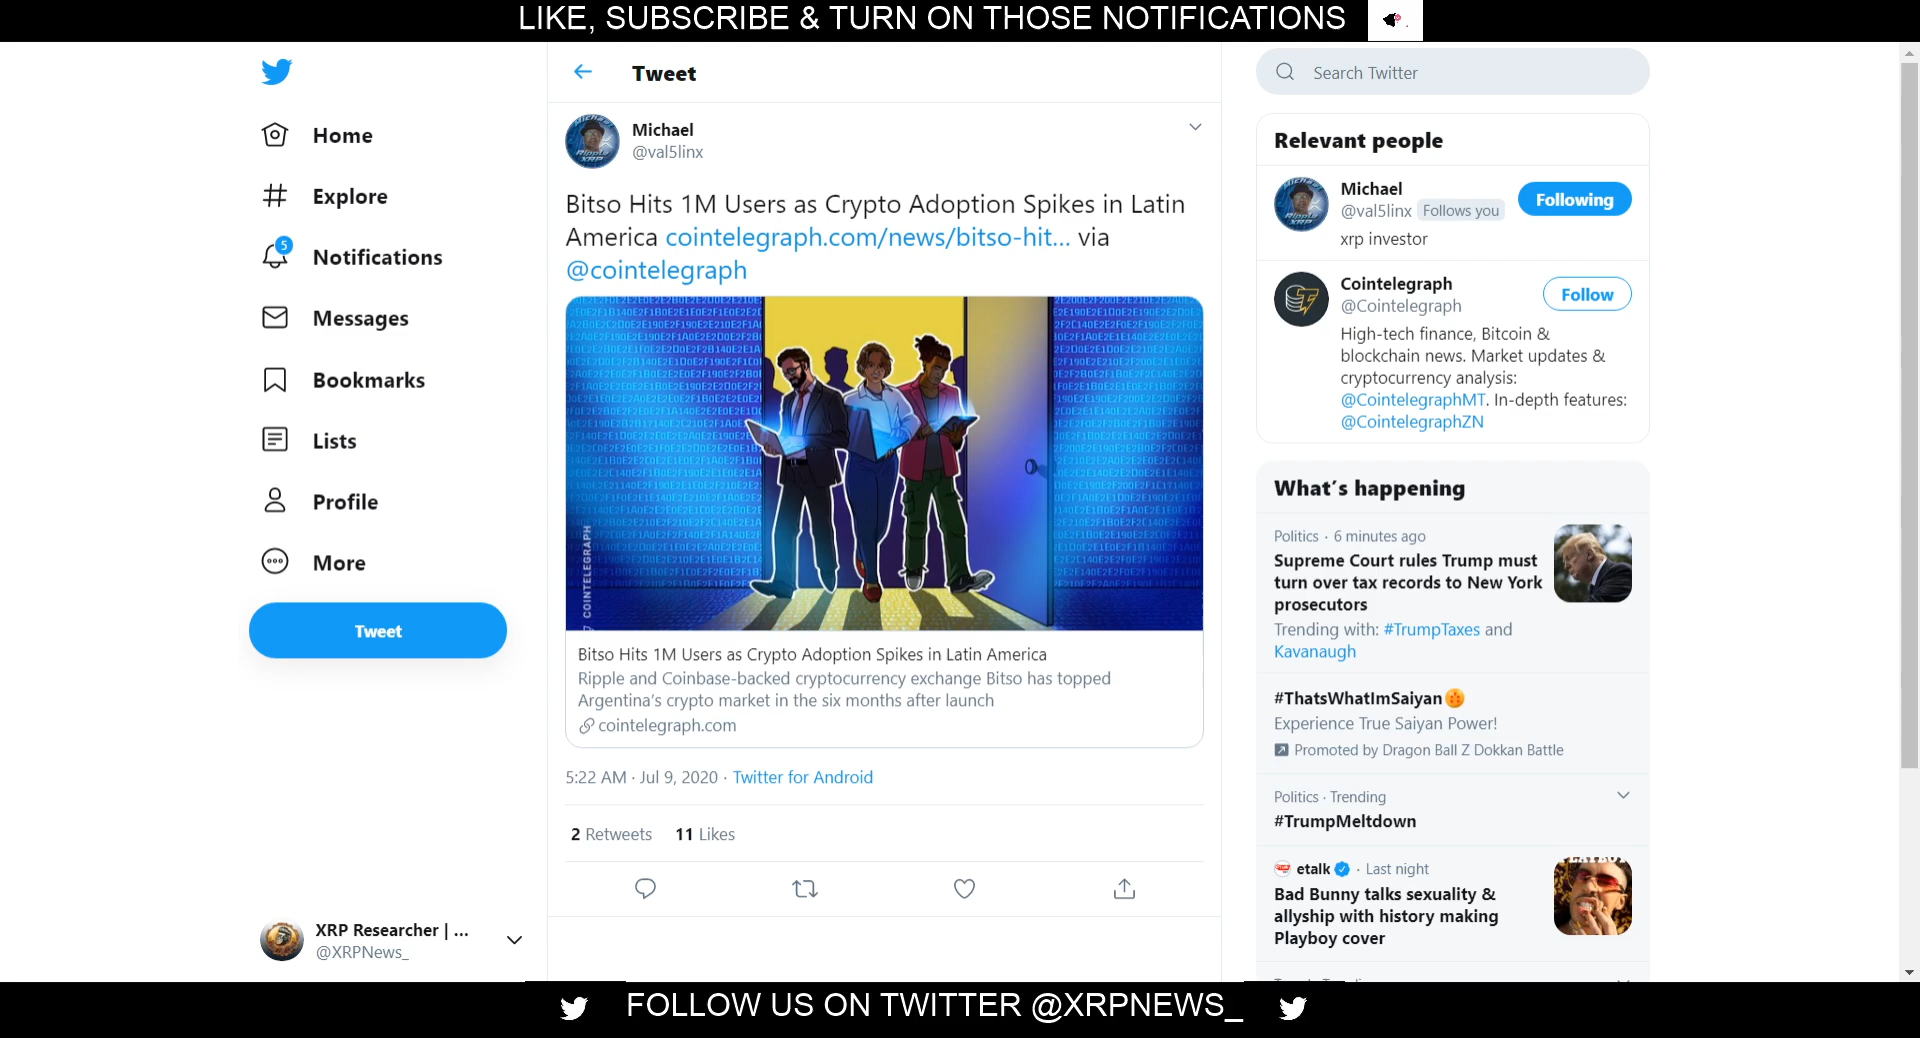 LIKE, SUBSCRIBE & TURN ON THOSE NOTIFICATIONS
Home
Explore
5
Notifications
Messages
Bookmarks
Lists
Profile
More
Tweet
XRP Researcher | ...
@XRPNews_
Tweet
Michael
@val5linx
Bitso Hits 1M Users as Crypto Adoption Spikes in Latin
America cointelegraph.com/news/bitso-hit... via
@cointelegraph
COINTELEGRAPH
Bitso Hits 1M Users as Crypto Adoption Spikes in Latin America
Ripple and Coinbase-backed cryptocurrency exchange Bitso has topped
Argentina's crypto market in the six months after launch
cointelegraph.com
5:22 AM · Jul 9, 2020 · Twitter for Android
2 Retweets 11 Likes
Search Twitter
Relevant people
Michael
@val5linx Follows you
Following
xrp investor
Cointelegraph
@Cointelegraph
Follow
High-tech finance, Bitcoin &
blockchain news. Market updates &
cryptocurrency analysis:
@CointelegraphMT. In-depth features:
@CointelegraphZN
What's happening
Politics · 6 minutes ago
Supreme Court rules Trump must
turn over tax records to New York
prosecutors
Trending with: #TrumpTaxes and
Kavanaugh
#ThatsWhatImSaiyan
Experience True Saiyan Power!
Promoted by Dragon Ball Z Dokkan Battle
Politics · Trending
#TrumpMeltdown
etalk · Last night
Bad Bunny talks sexuality &
allyship with history making
Playboy cover
FOLLOW US ON TWITTER @XRPNEWS_